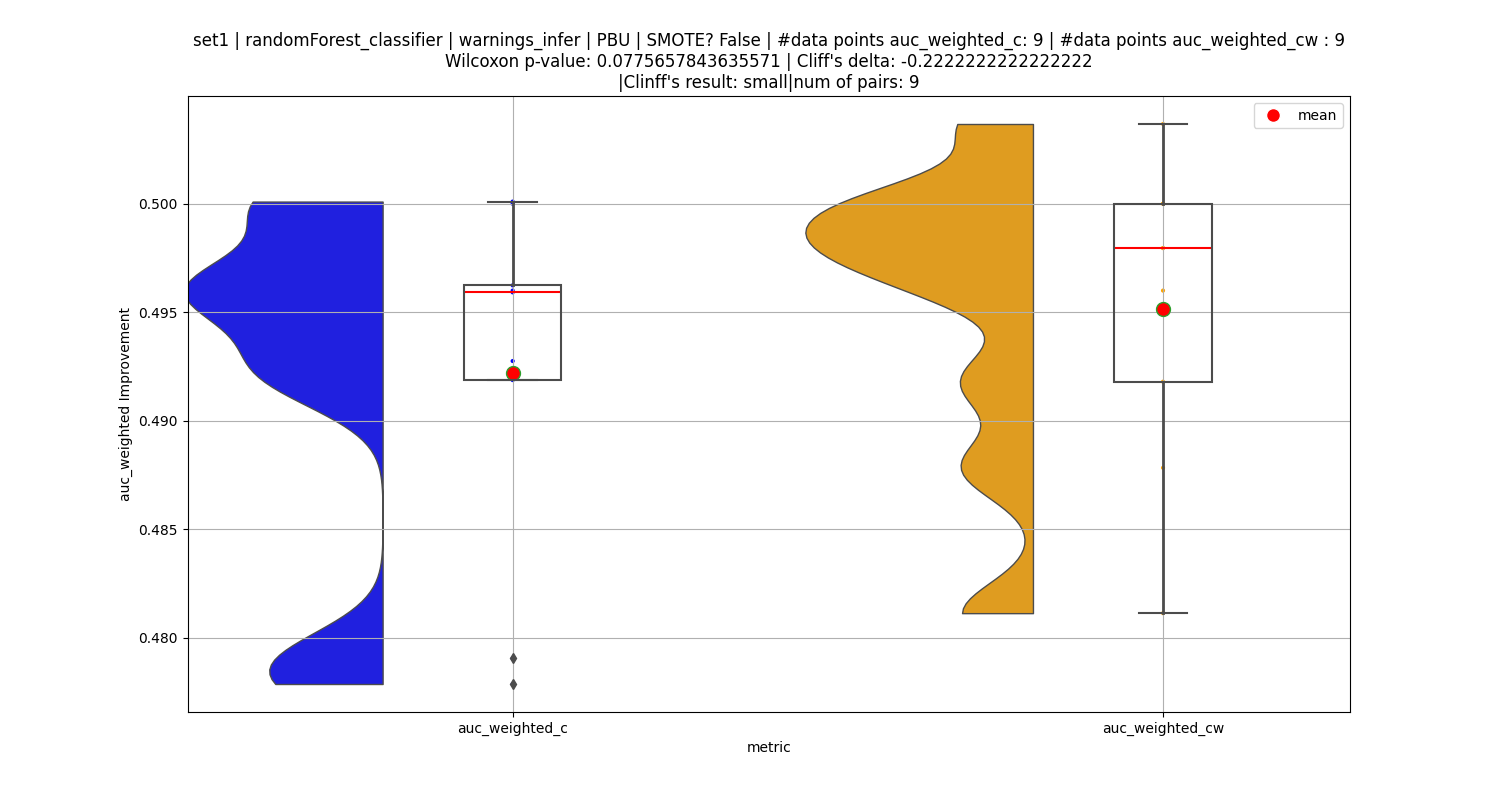 set1 | randomForest_classifier | warnings_infer | PBU | SMOTE? False | #data points auc_weighted_c: 9 | #data points auc_weighted_cw : 9
Wilcoxon p-value: 0.0775657843635571 | Cliff's delta: -0.2222222222222222
|Clinff's result: small|num of pairs: 9
mean
0.500
0.495
0.490
0.485
0.480
auc_weighted Improvement
auc_weighted_c
auc_weighted_cw
metric